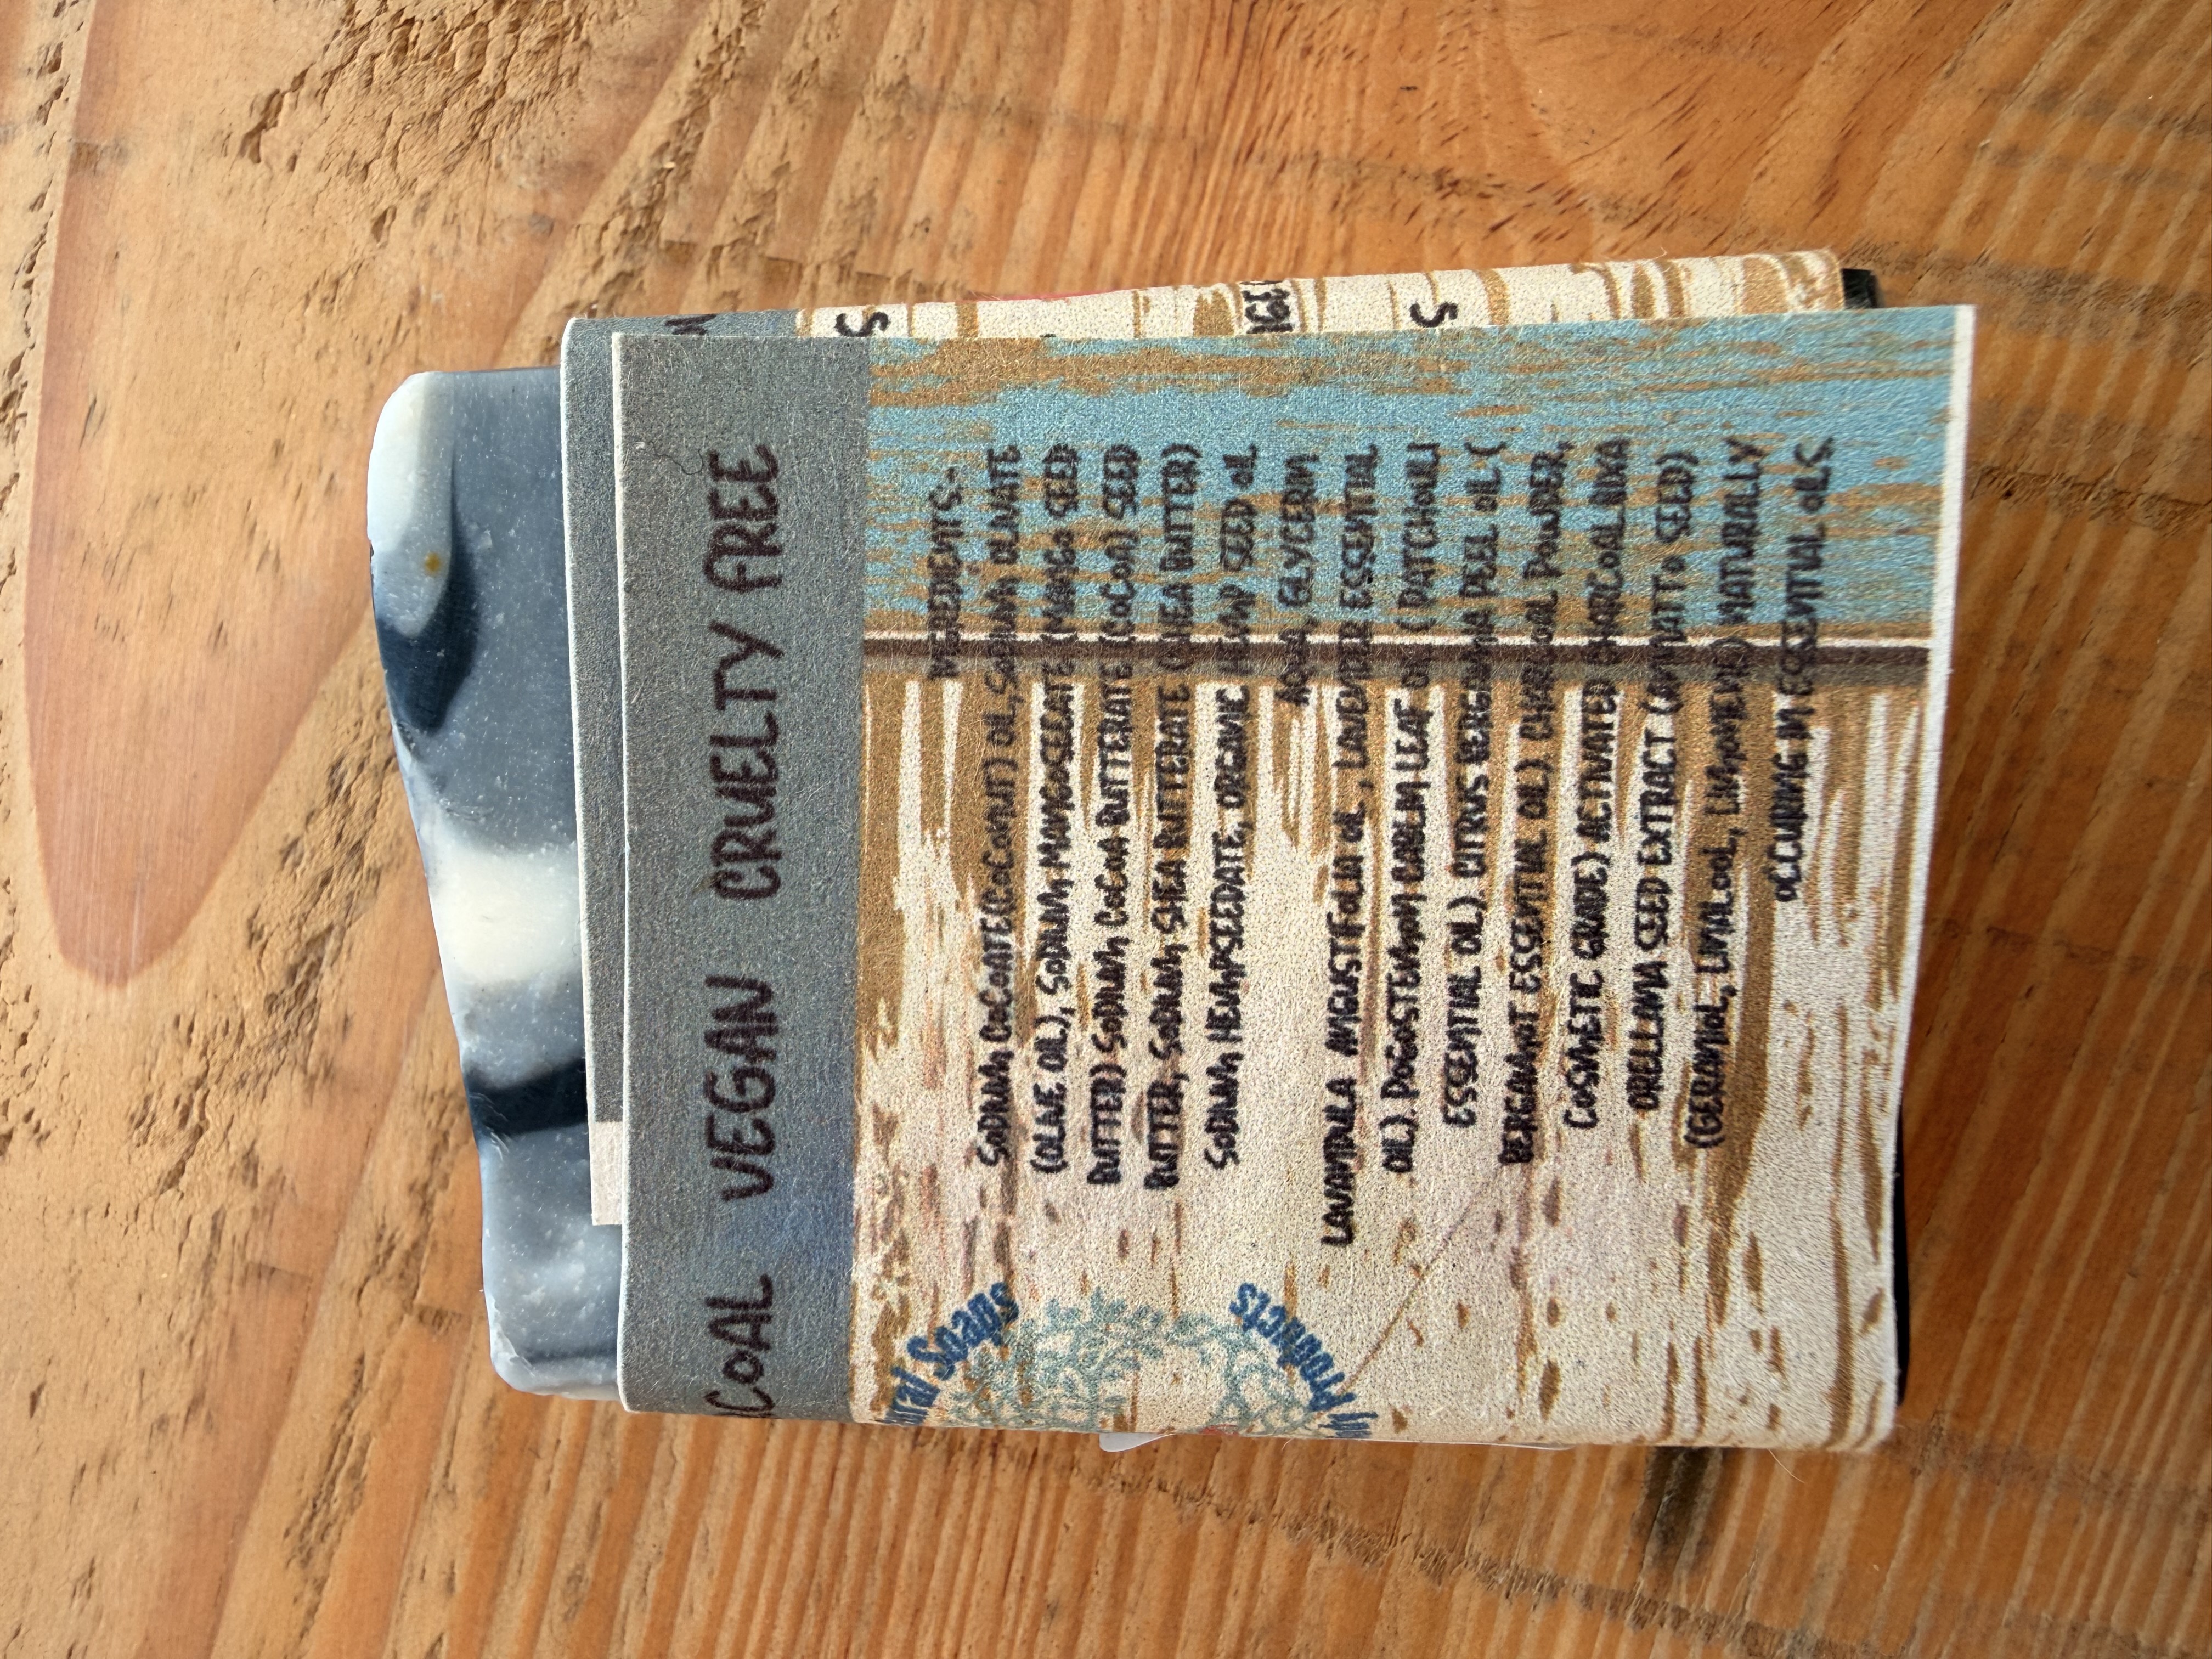 COAL VEGAN CRUELTY FREE
INGREDIENTS:-
SODIUM COCOATE(COCONUT) OIL, SODIUM OLIVATE
(OLIVE OIL), SODIUM MANGOSEEDATE (MANGO SEED
BUTTER) SODIUM COCOA BUTTERATE (COCOA) SEED
BUTTER, SODIUM SHEA BUTTERATE (SHEA BUTTER)
SODIUM HEMPSEEDATE, ORGANIC HEMP SEED OIL
AQUA, GLYCERIN
LAVANDULA ANGUSTIFOLIA OIL , LAVENDER ESSENTIAL
OIL). POGOSTEMON CABLIN LEAF OIL ( PATCHOULI
ESSENTIAL OIL). CITRUS BERGAMIA PEEL OIL (
BERGAMOT ESSENTIAL OIL) CHARCOAL POWDER,
COSMETIC GRADE) ACTIVATED CHARCOAL BIXA
ORELLANA SEED EXTRACT (ANNATTO SEED)
(GERANIOL, LINALOOL, LIMONENE) NATURALLY
OCCURING IN ESSENTIAL OILS
Soaps
Products